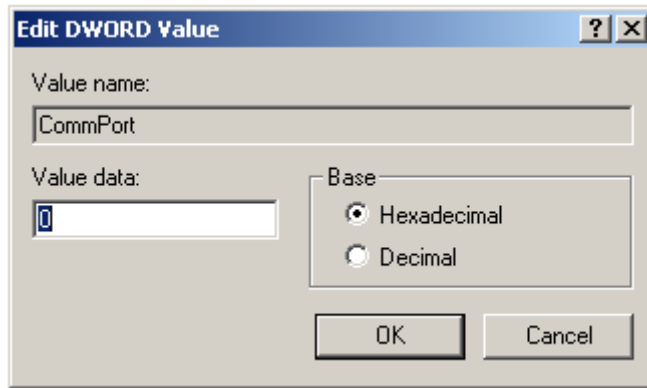 Edit DWORD Value
Value name:
CommPort
Value data:
0
Base
Hexadecimal
Decimal
OK
Cancel